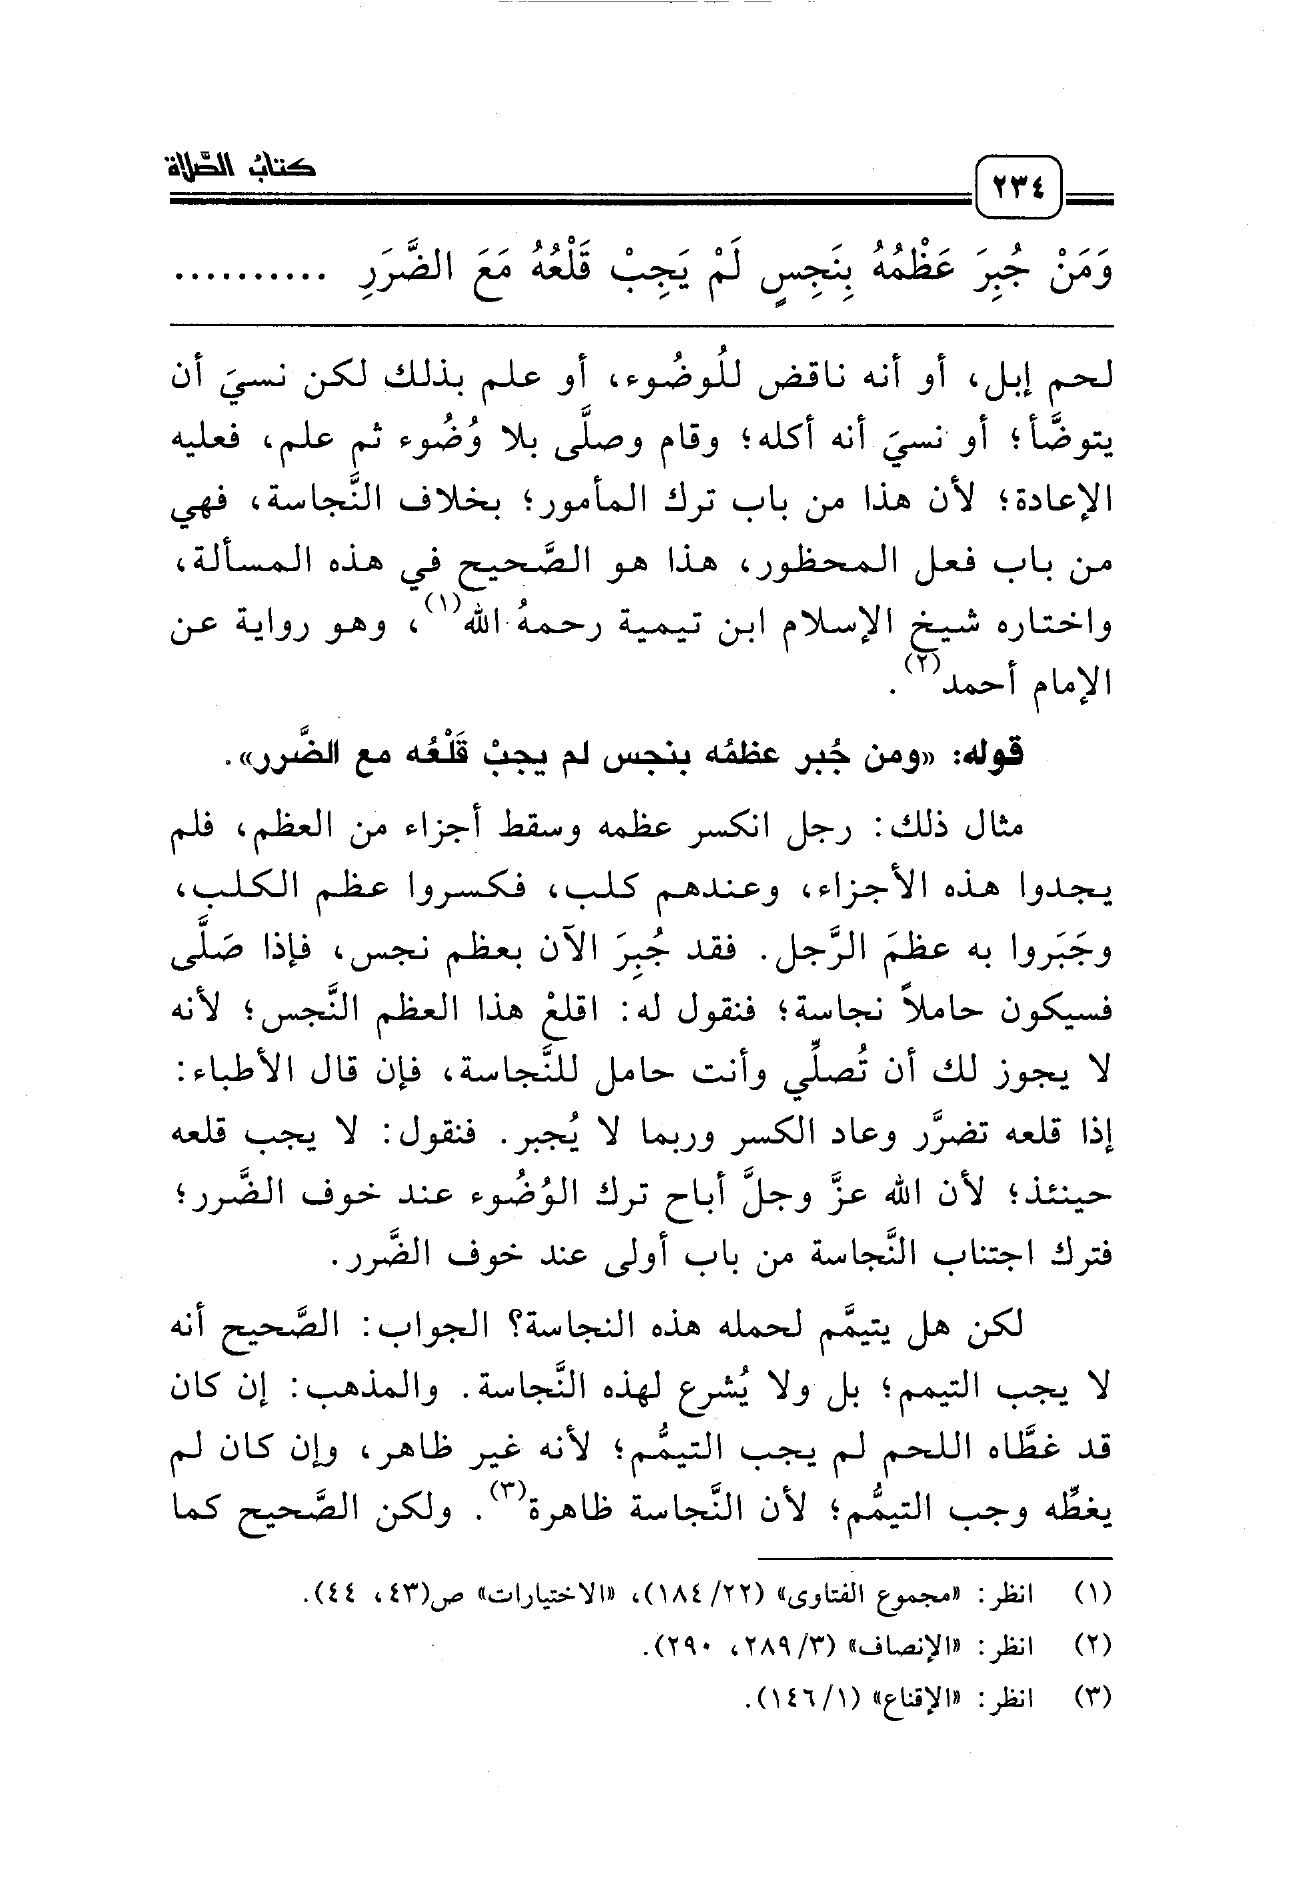 كتاب الصَّلاة
٢٣٤
وَمَنْ جُبِرَ عَظْمُهُ بِنَجِسٍ لَمْ يَجِبْ قَلْعُهُ مَعَ الضَّرَرِ ..........
لحم إبل، أو أنه ناقض للُوضُوء، أو علم بذلك لكن نسيَ أن
يتوضَّأ؛ أو نسيَ أنه أكله؛ وقام وصلَّى بلا وُضُوء ثم علم، فعليه
الإعادة؛ لأن هذا من باب ترك المأمور؛ بخلاف النَّجاسة، فهي
من باب فعل المحظور، هذا هو الصَّحيح في هذه المسألة،
واختاره شيخ الإسلام ابن تيمية رحمهُ الله(١)، وهو رواية عن
الإمام أحمد(٢).
قوله: «ومن جُبر عظمُه بنجس لم يجبْ قَلْعُه مع الضَّرر».
مثال ذلك: رجل انكسر عظمه وسقط أجزاء من العظم، فلم
يجدوا هذه الأجزاء، وعندهم كلب، فكسروا عظم الكلب،
وجَبَروا به عظمَ الرَّجل. فقد جُبِرَ الآن بعظم نجس، فإذا صَلَّى
فسيكون حاملاً نجاسة؛ فنقول له: اقلعْ هذا العظم النَّجس؛ لأنه
لا يجوز لك أن تُصلِّي وأنت حامل للنَّجاسة، فإن قال الأطباء:
إذا قلعه تضرَّر وعاد الكسر وربما لا يُجبر. فنقول: لا يجب قلعه
حينئذ؛ لأن الله عزَّ وجلَّ أباح ترك الوُضُوء عند خوف الضَّرر؛
فترك اجتناب النَّجاسة من باب أولى عند خوف الضَّرر.
لكن هل يتيمَّم لحمله هذه النجاسة؟ الجواب: الصَّحيح أنه
لا يجب التيمم؛ بل ولا يُشرع لهذه النَّجاسة. والمذهب: إن كان
قد غطَّاه اللحم لم يجب التيمُّم؛ لأنه غير ظاهر، وإن كان لم
يغطِّه وجب التيمُّم؛ لأن النَّجاسة ظاهرة(٣). ولكن الصَّحيح كما
(١) انظر: «مجموع الفتاوى» (٢٢/ ١٨٤)، «الاختيارات» ص(٤٣، ٤٤).
(٢) انظر: «الإنصاف» (٣/ ٢٨٩، ٢٩٠).
(٣) انظر: «الإقناع» (١/ ١٤٦).